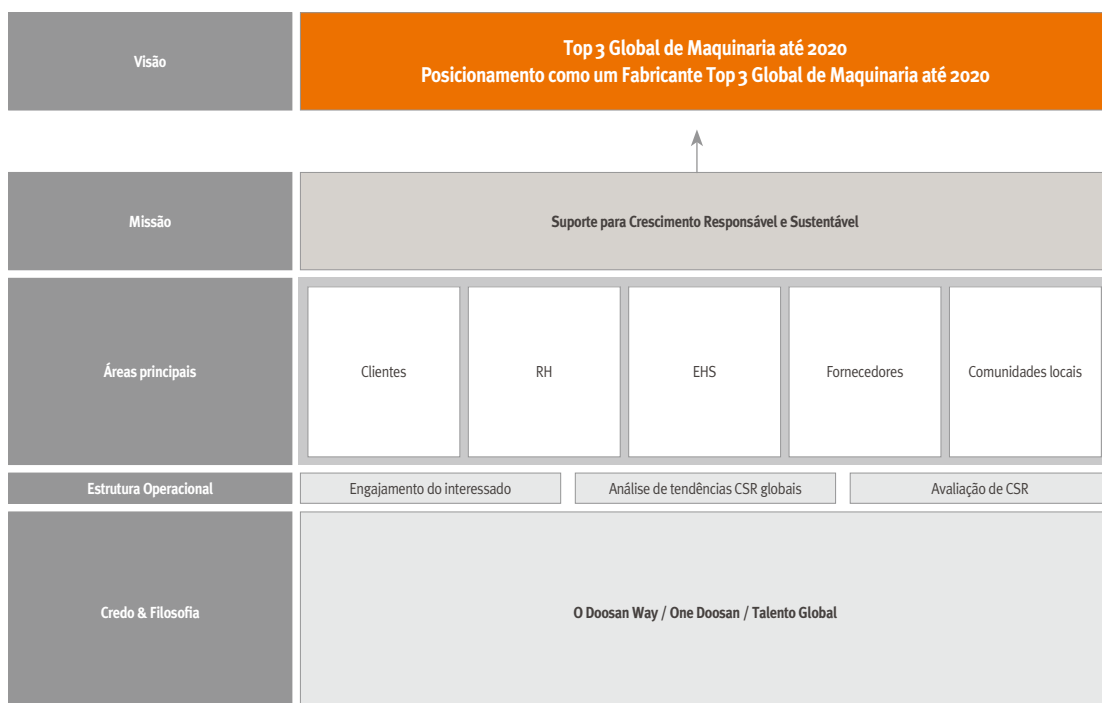 Visão
Top 3 Global de Maquinaria até 2020
Posicionamento como um Fabricante Top 3 Global de Maquinaria até 2020
Missão
Suporte para Crescimento Responsável e Sustentável
Áreas principais
Clientes
RH
EHS
Fornecedores
Comunidades locais
Estrutura Operacional
Engajamento do interessado
Análise de tendências CSR globais
Avaliação de CSR
Credo & Filosofia
O Doosan Way / One Doosan / Talento Global